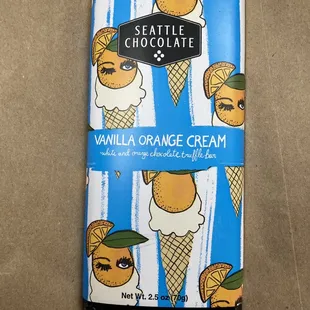 SEATTLE
CHOCOLATE
VANILLA ORANGE CREAM
white and orange chocolate truffle bar
Net Wt. 2.5 oz (70g)